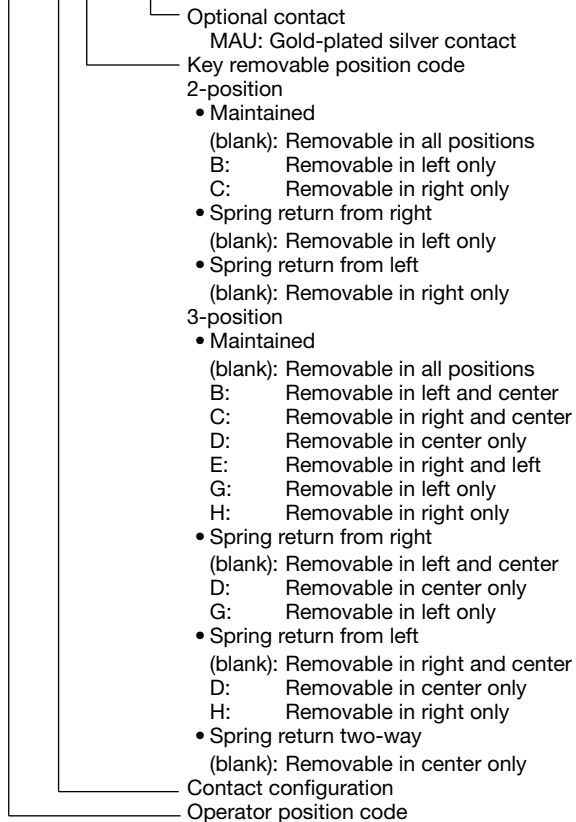 Optional contact
MAU: Gold-plated silver contact
Key removable position code
2-position
• Maintained
(blank): Removable in all positions
B: Removable in left only
C: Removable in right only
• Spring return from right
(blank): Removable in left only
• Spring return from left
(blank): Removable in right only
3-position
• Maintained
(blank): Removable in all positions
B: Removable in left and center
C: Removable in right and center
D: Removable in center only
E: Removable in right and left
G: Removable in left only
H: Removable in right only
• Spring return from right
(blank): Removable in left and center
D: Removable in center only
G: Removable in left only
• Spring return from left
(blank): Removable in right and center
D: Removable in center only
H: Removable in right only
• Spring return two-way
(blank): Removable in center only
Contact configuration
Operator position code